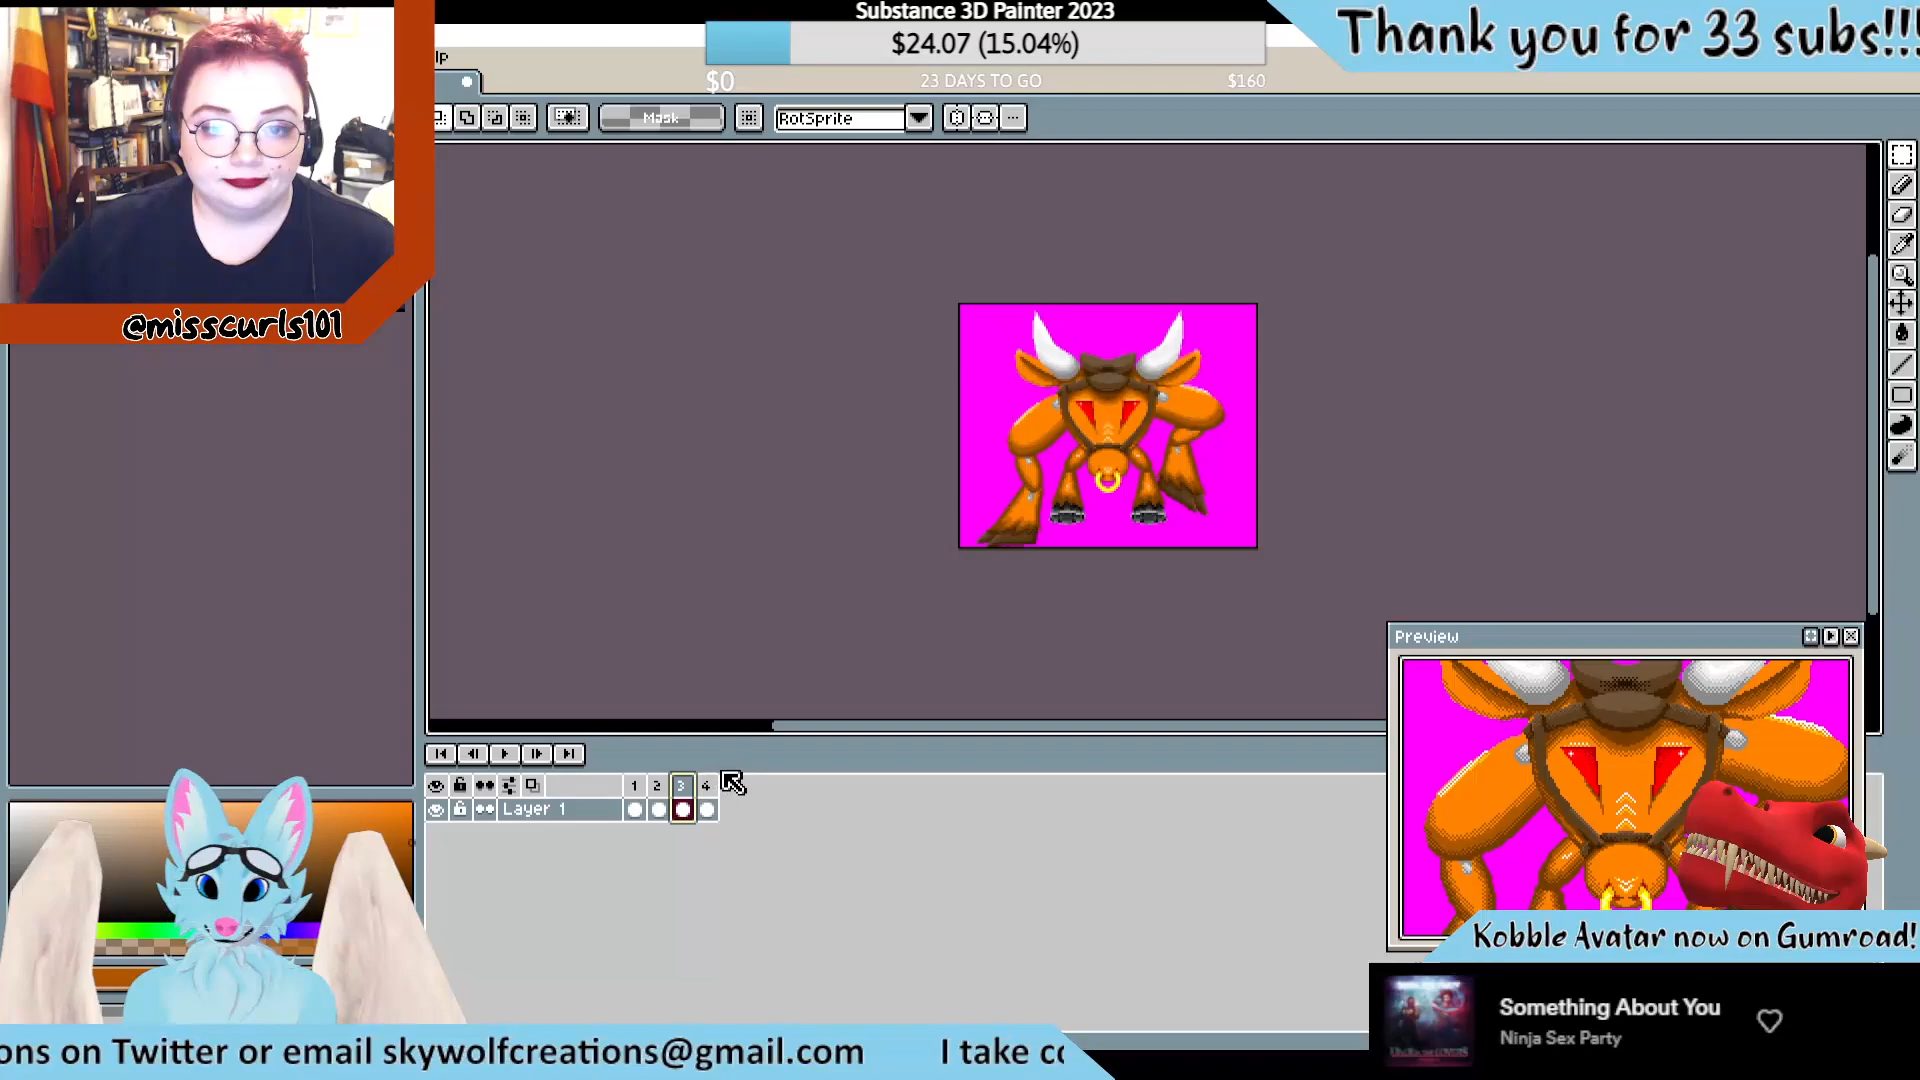 Substance 3D Painter 2023
$24.07 (15.04%)
$0
23 DAYS TO GO
$160
Thank you for 33 subs!!!
lp
Mask
RotSprite
@misscurls101
Preview
1 2 3 4
Layer 1
Kobble Avatar now on Gumroad!
Something About You
Ninja Sex Party
ons on Twitter or email skywolfcreations@gmail.com
I take co